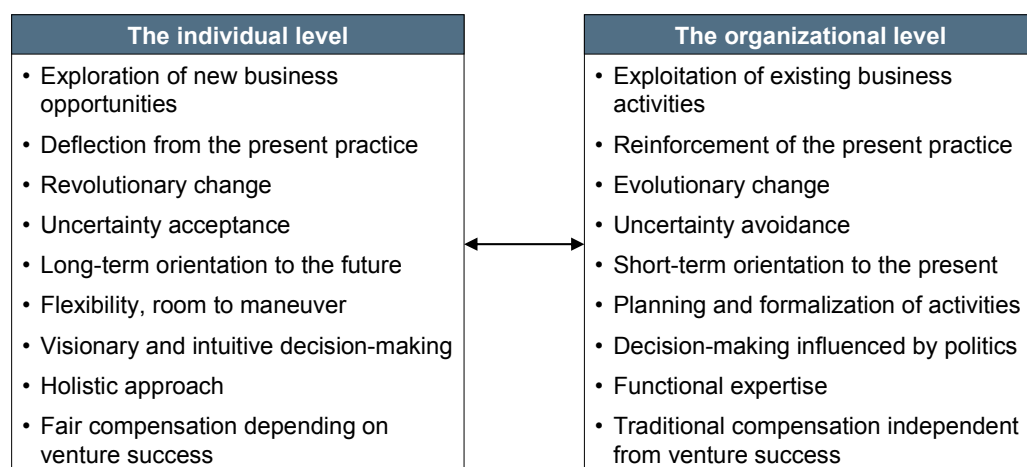 The individual level
• Exploration of new business
opportunities
• Deflection from the present practice
• Revolutionary change
• Uncertainty acceptance
• Long-term orientation to the future
• Flexibility, room to maneuver
• Visionary and intuitive decision-making
• Holistic approach
• Fair compensation depending on
venture success
The organizational level
• Exploitation of existing business
activities
• Reinforcement of the present practice
• Evolutionary change
• Uncertainty avoidance
• Short-term orientation to the present
• Planning and formalization of activities
• Decision-making influenced by politics
• Functional expertise
• Traditional compensation independent
from venture success